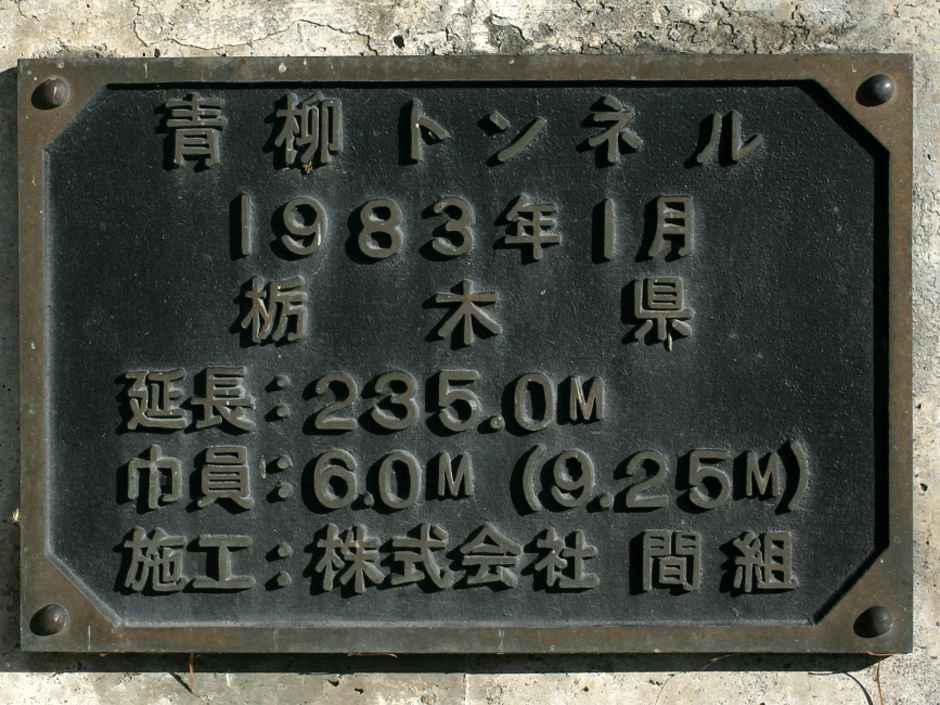 青柳トンネル
1983年1月
栃木県
延長:235.0M
巾員:6.0M (9.25M)
施工:株式会社 間組